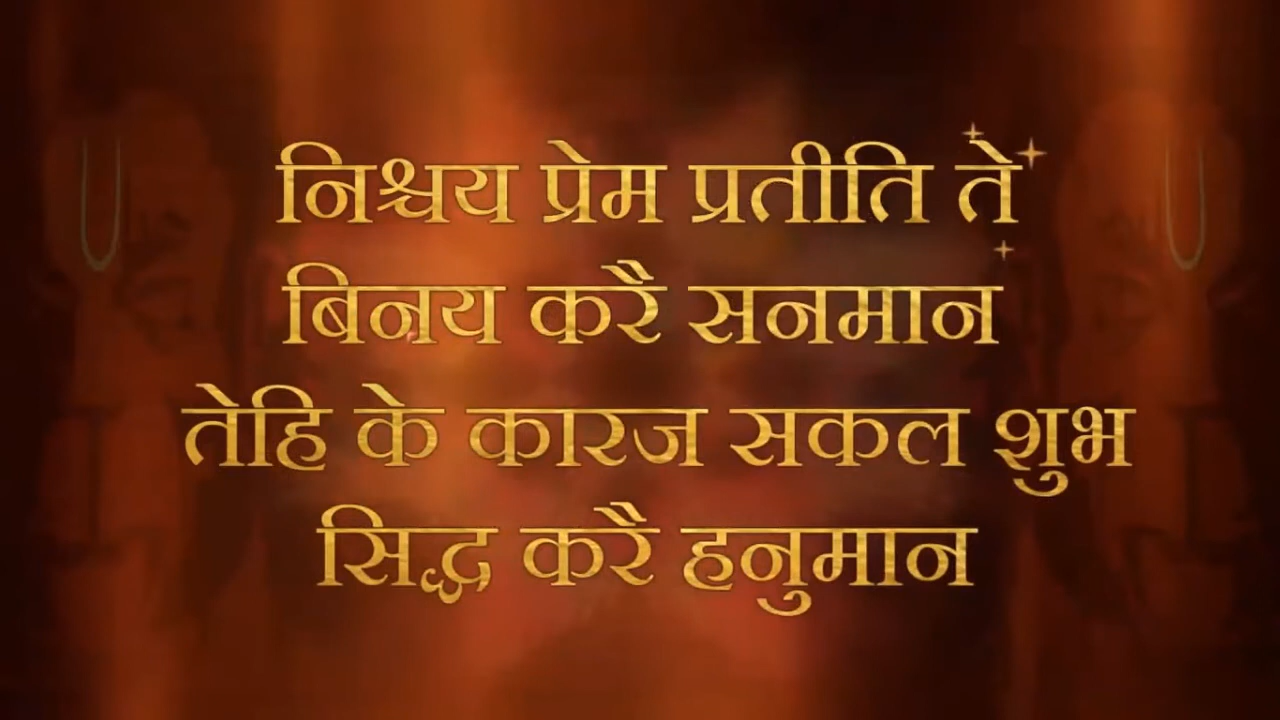 निश्चय प्रेम प्रतीति ते
बिनय करै सनमान
तेहि के कारज सकल शुभ
सिद्ध करै हनुमान